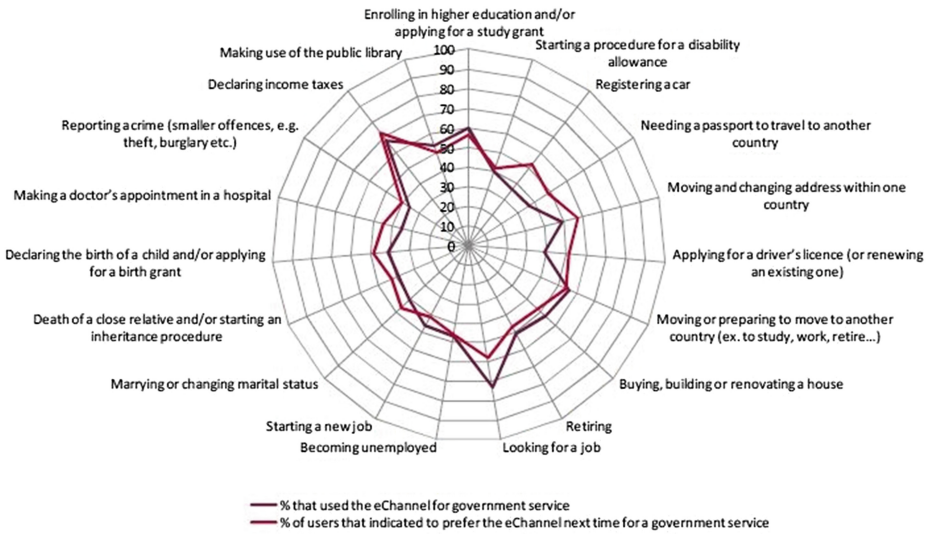 Enrolling in higher education and/or
applying for a study grant
Starting a procedure for a disability
allowance
Registering a car
Needing a passport to travel to another
country
Moving and changing address within one
country
Applying for a driver's licence (or renewing
an existing one)
Moving or preparing to move to another
country (ex. to study, work, retire...)
Buying, building or renovating a house
Retiring
Looking for a job
Becoming unemployed
Starting a new job
Marrying or changing marital status
Death of a close relative and/or starting an
inheritance procedure
Declaring the birth of a child and/or applying
for a birth grant
Making a doctor's appointment in a hospital
Reporting a crime (smaller offences, e.g.
theft, burglary etc.)
Declaring income taxes
Making use of the public library
100
90
80
70
60
50
40
30
20
10
0
% that used the eChannel for government service
% of users that indicated to prefer the eChannel next time for a government service